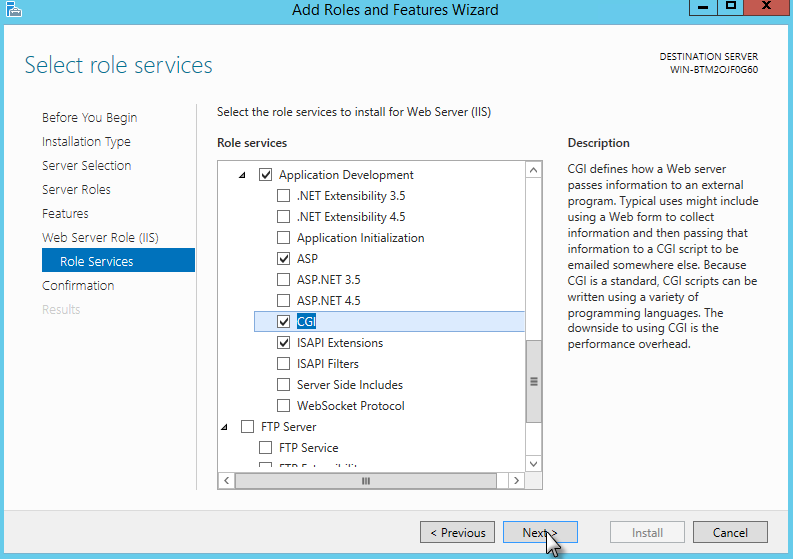 Add Roles and Features Wizard
Select role services
DESTINATION SERVER
WIN-BTM2OJF0G60
Before You Begin
Installation Type
Server Selection
Server Roles
Features
Web Server Role (IIS)
Role Services
Confirmation
Results
Select the role services to install for Web Server (IIS)
Role services
Application Development
.NET Extensibility 3.5
.NET Extensibility 4.5
Application Initialization
ASP
ASP.NET 3.5
ASP.NET 4.5
CGI
ISAPI Extensions
ISAPI Filters
Server Side Includes
WebSocket Protocol
FTP Server
FTP Service
FTP Extensibility
Description
CGI defines how a Web server
passes information to an external
program. Typical uses might include
using a Web form to collect
information and then passing that
information to a CGI script to be
emailed somewhere else. Because
CGI is a standard, CGI scripts can be
written using a variety of
programming languages. The
downside to using CGI is the
performance overhead.
< Previous
Next >
Install
Cancel